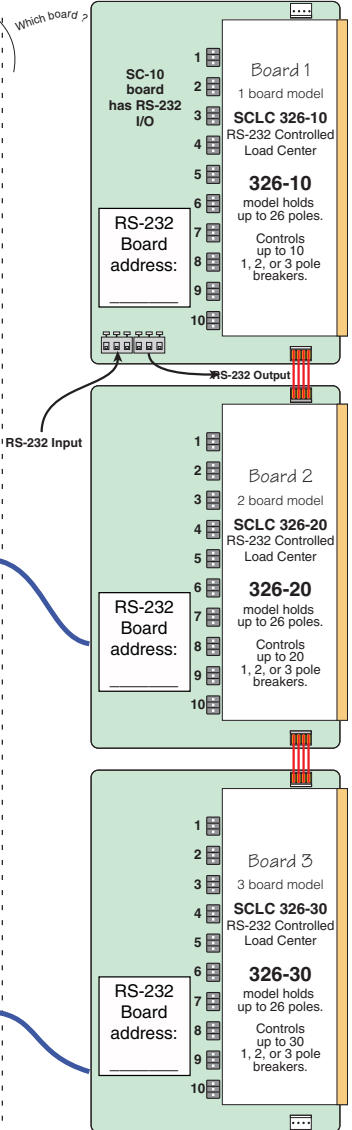 Which board ?
SC-10
board
has RS-232
I/O
1
2
3
4
5
6
7
8
9
10
Board 1
1 board model
SCLC 326-10
RS-232 Controlled
Load Center
326-10
model holds
up to 26 poles.
Controls
up to 10
1, 2, or 3 pole
breakers.
RS-232
Board
address:
RS-232 Output
RS-232 Input
1
2
3
4
5
6
7
8
9
10
Board 2
2 board model
SCLC 326-20
RS-232 Controlled
Load Center
326-20
model holds
up to 26 poles.
Controls
up to 20
1, 2, or 3 pole
breakers.
RS-232
Board
address:
1
2
3
4
5
6
7
8
9
10
Board 3
3 board model
SCLC 326-30
RS-232 Controlled
Load Center
326-30
model holds
up to 26 poles.
Controls
up to 30
1, 2, or 3 pole
breakers.
RS-232
Board
address: